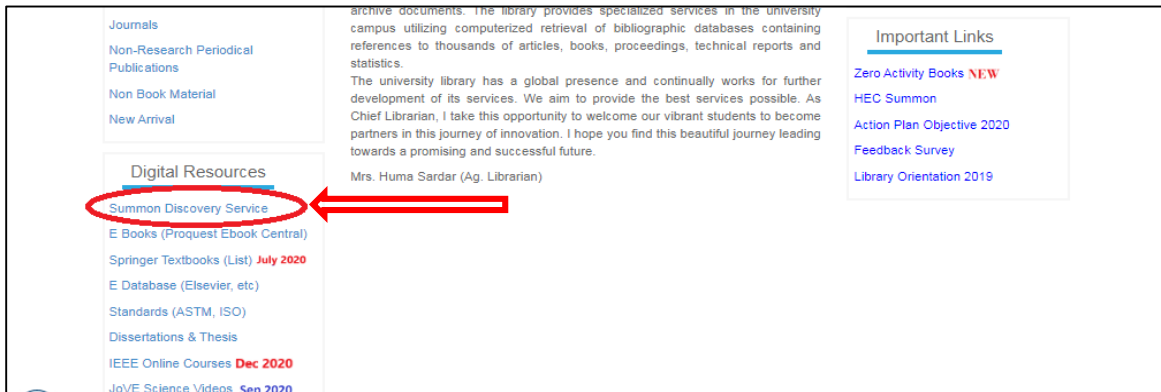 Journals
Non-Research Periodical
Publications
Non Book Material
New Arrival
Digital Resources
Summon Discovery Service
E Books (Proquest Ebook Central)
Springer Textbooks (List) July 2020
E Database (Elsevier, etc)
Standards (ASTM, ISO)
Dissertations & Thesis
IEEE Online Courses Dec 2020
JoVE Science Videos Sep 2020
archive documents. The library provides specialized services in the university
campus utilizing computerized retrieval of bibliographic databases containing
references to thousands of articles, books, proceedings, technical reports and
statistics.
The university library has a global presence and continually works for further
development of its services. We aim to provide the best services possible. As
Chief Librarian, I take this opportunity to welcome our vibrant students to become
partners in this journey of innovation. I hope you find this beautiful journey leading
towards a promising and successful future.
Mrs. Huma Sardar (Ag. Librarian)
Important Links
Zero Activity Books NEW
HEC Summon
Action Plan Objective 2020
Feedback Survey
Library Orientation 2019